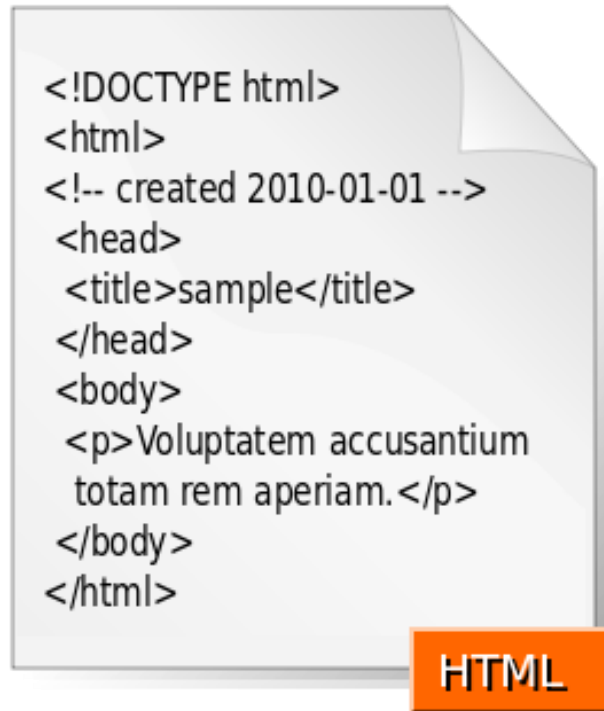 <!DOCTYPE html>
<html>
<!-- created 2010-01-01 -->
<head>
<title>sample</title>
</head>
<body>
<p>Voluptatem accusantium
totam rem aperiam.</p>
</body>
</html>
HTML